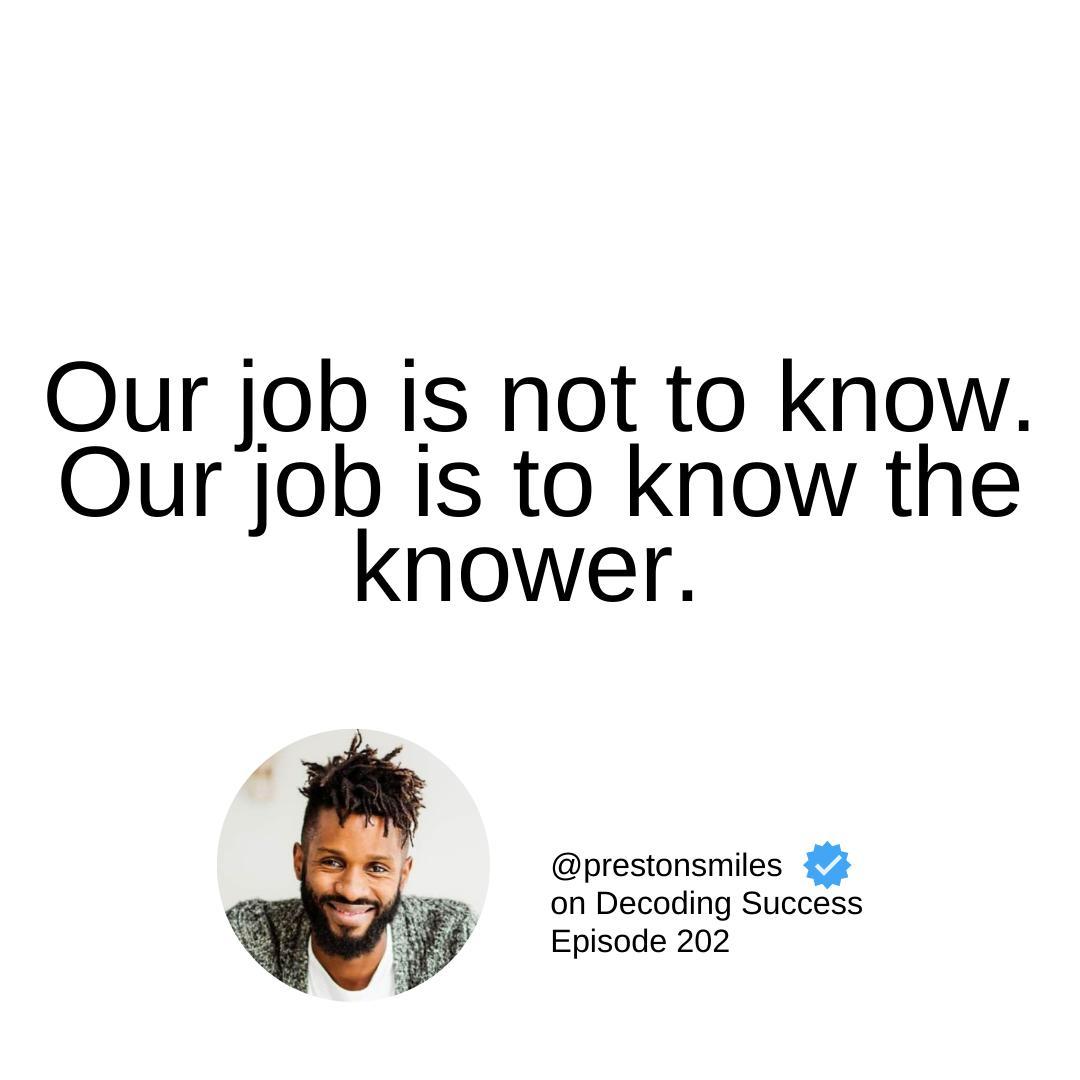 Our job is not to know.
Our job is to know the
knower.
@prestonsmiles
on Decoding Success
Episode 202